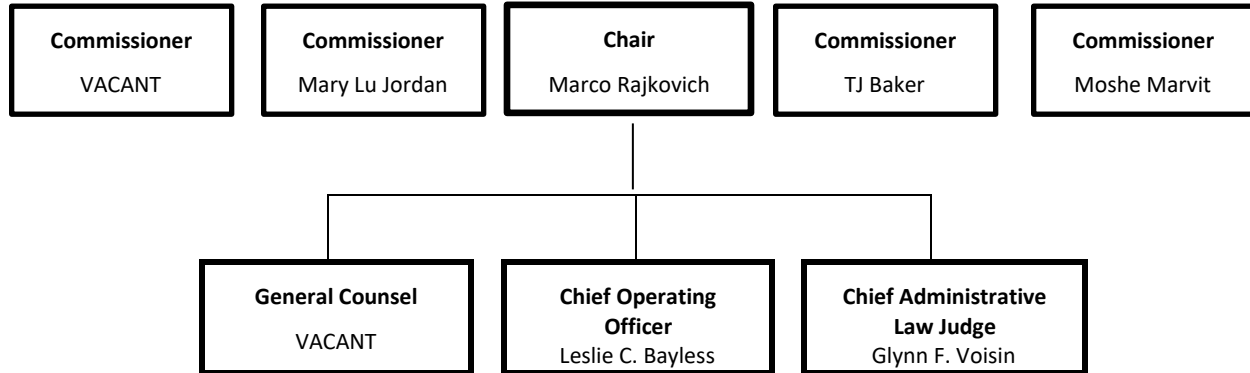 Commissioner
VACANT
Commissioner
Mary Lu Jordan
Chair
Marco Rajkovich
Commissioner
TJ Baker
Commissioner
Moshe Marvit
General Counsel
VACANT
Chief Operating
Officer
Leslie C. Bayless
Chief Administrative
Law Judge
Glynn F. Voisin